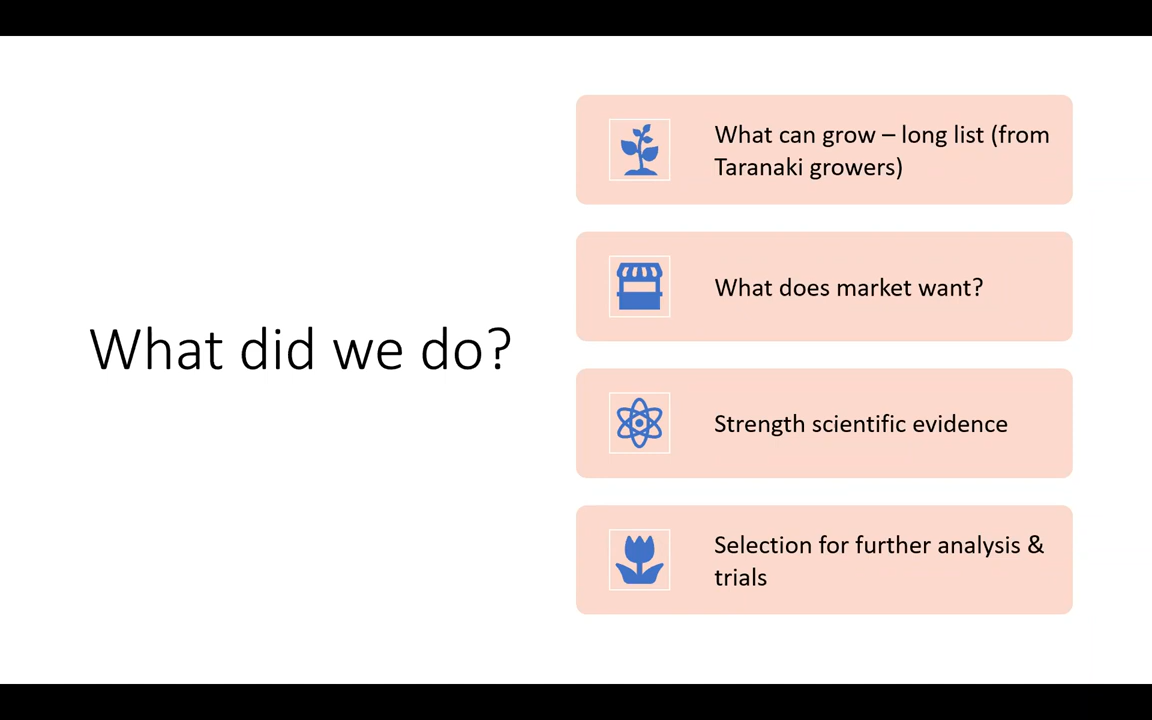 What did we do?
What can grow – long list (from
Taranaki growers)
What does market want?
Strength scientific evidence
Selection for further analysis &
trials